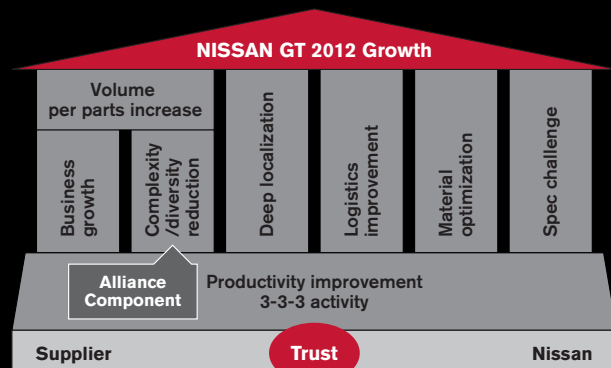 NISSAN GT 2012 Growth
Volume
per parts increase
Business
growth
Complexity
/diversity
reduction
Deep localization
Logistics
improvement
Material
optimization
Spec challenge
Alliance
Component
Productivity improvement
3-3-3 activity
Supplier
Trust
Nissan